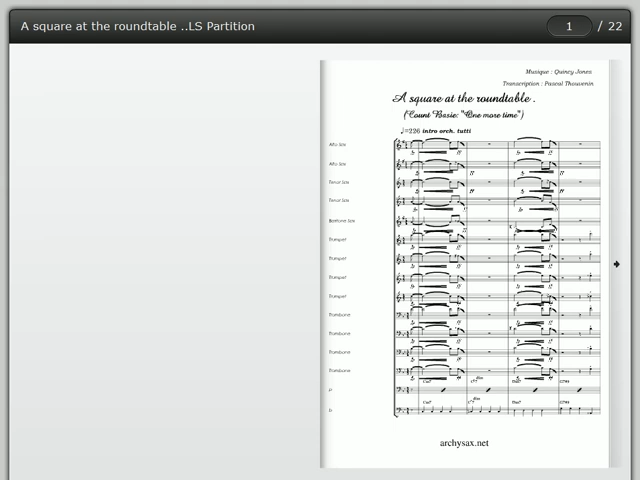 A square at the roundtable ..LS Partition
1 / 22
Musique : Quincy Jones
Transcription : Pascal Thouvenin
A square at the roundtable .
(Count Basie: "One more time")
♩=226 intro orch. tutti
Alto Sax
Alto Sax
Tenor Sax
Tenor Sax
Baritone Sax
Trumpet
Trumpet
Trumpet
Trumpet
Trombone
Trombone
Trombone
Trombone
archysax.net